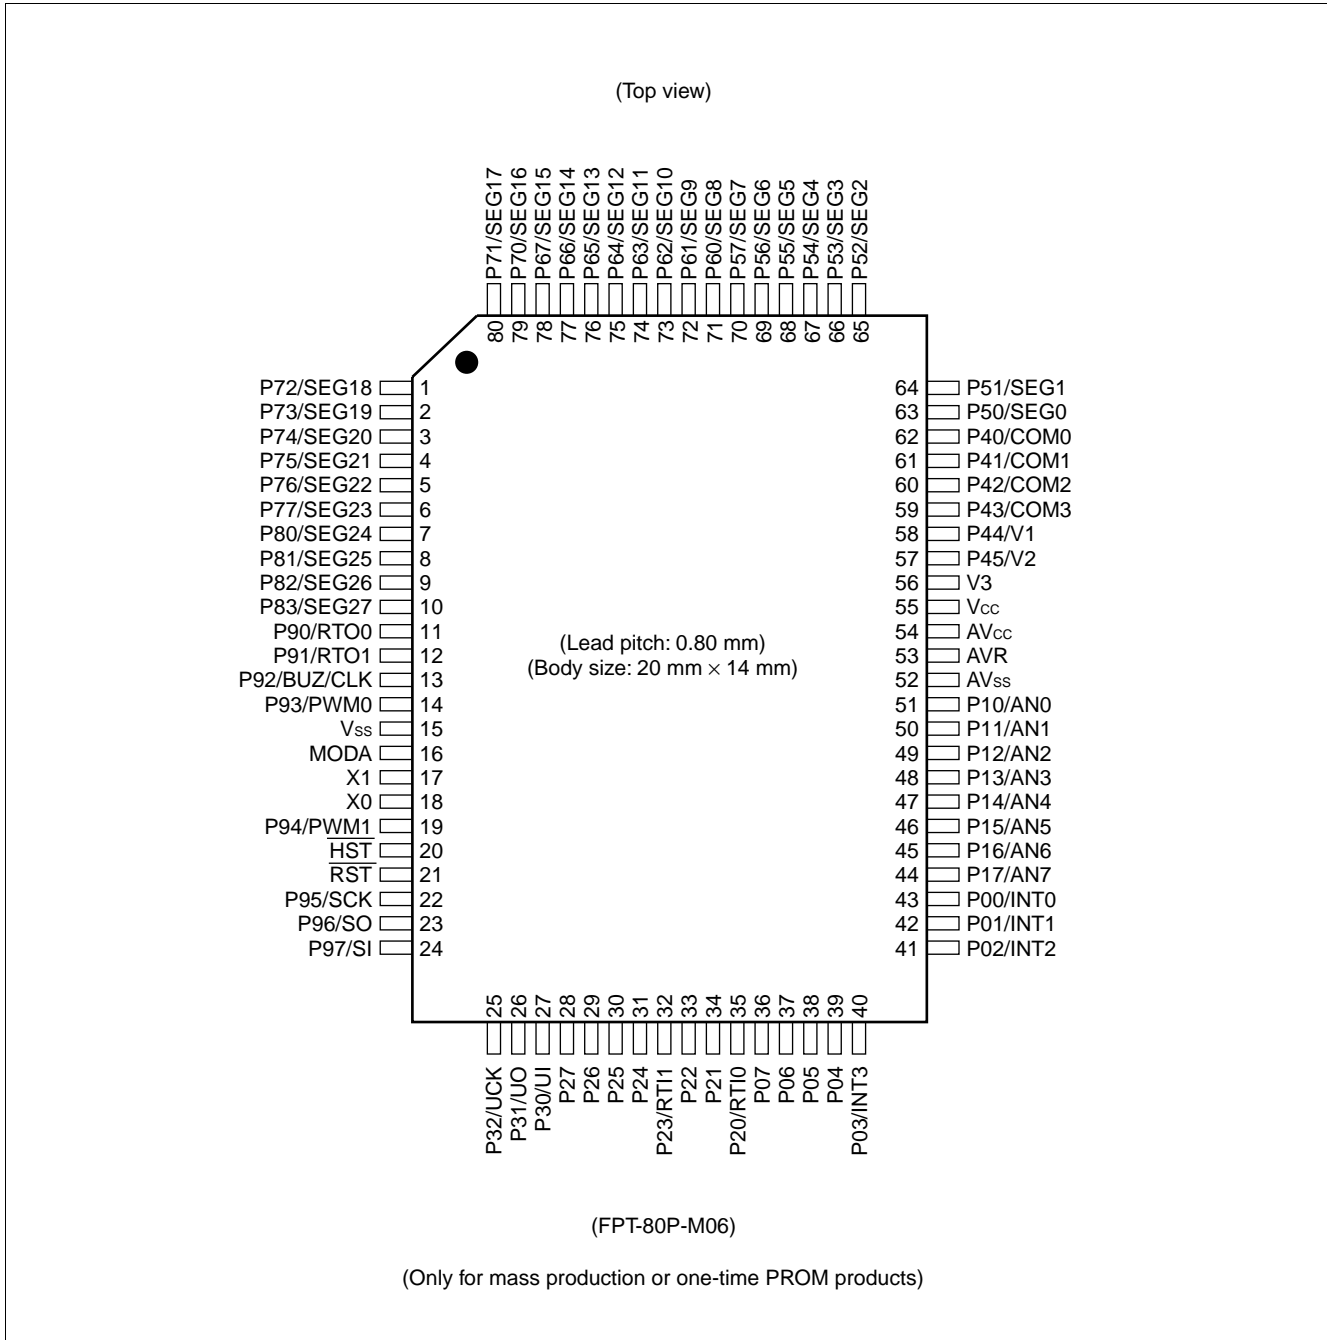 (Top view)
P71/SEG17
P70/SEG16
P67/SEG15
P66/SEG14
P65/SEG13
P64/SEG12
P63/SEG11
P62/SEG10
P61/SEG9
P60/SEG8
P57/SEG7
P56/SEG6
P55/SEG5
P54/SEG4
P53/SEG3
P52/SEG2
80 79 78 77 76 75 74 73 72 71 70 69 68 67 66 65
P72/SEG18 1 64 P51/SEG1
P73/SEG19 2 63 P50/SEG0
P74/SEG20 3 62 P40/COM0
P75/SEG21 4 61 P41/COM1
P76/SEG22 5 60 P42/COM2
P77/SEG23 6 59 P43/COM3
P80/SEG24 7 58 P44/V1
P81/SEG25 8 57 P45/V2
P82/SEG26 9 56 V3
P83/SEG27 10 55 VCC
P90/RTO0 11 54 AVCC
P91/RTO1 12 53 AVR
P92/BUZ/CLK 13 52 AVSS
P93/PWM0 14 51 P10/AN0
VSS 15 50 P11/AN1
MODA 16 49 P12/AN2
X1 17 48 P13/AN3
X0 18 47 P14/AN4
P94/PWM1 19 46 P15/AN5
HST 20 45 P16/AN6
RST 21 44 P17/AN7
P95/SCK 22 43 P00/INT0
P96/SO 23 42 P01/INT1
P97/SI 24 41 P02/INT2
(Lead pitch: 0.80 mm)
(Body size: 20 mm × 14 mm)
25 26 27 28 29 30 31 32 33 34 35 36 37 38 39 40
P32/UCK
P31/UO
P30/UI
P27
P26
P25
P24
P23/RTI1
P22
P21
P20/RTI0
P07
P06
P05
P04
P03/INT3
(FPT-80P-M06)
(Only for mass production or one-time PROM products)